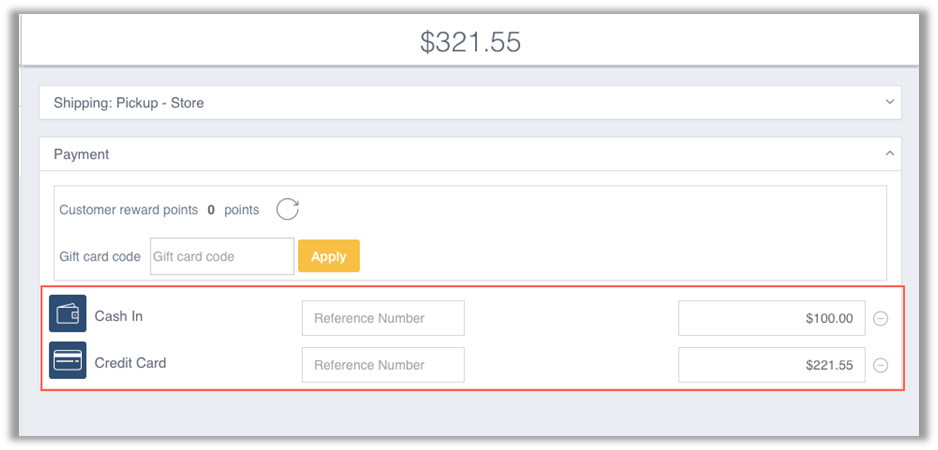 $321.55
Shipping: Pickup - Store
Payment
Customer reward points 0 points
Gift card code Gift card code Apply
Cash In Reference Number $100.00
Credit Card Reference Number $221.55